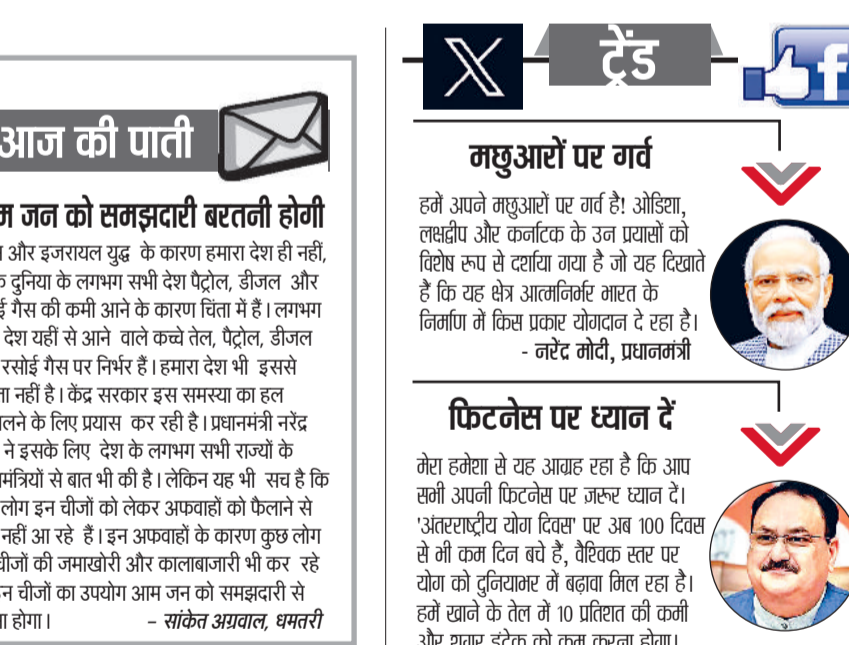 आज की पाती
जन को समझदारी बरतनी होगी
और इजरायल युद्ध के कारण हमारा देश ही नहीं,
दुनिया के लगभग सभी देश पैट्रोल, डीजल और
गैस की कमी आने के कारण चिंता में हैं। लगभग
देश यहीं से आने वाले कच्चे तेल, पैट्रोल, डीजल
रसोई गैस पर निर्भर हैं। हमारा देश भी इससे
नहीं है। केंद्र सरकार इस समस्या का हल
के लिए प्रयास कर रही है। प्रधानमंत्री नरेंद्र
ने इसके लिए देश के लगभग सभी राज्यों के
से बात भी की है। लेकिन यह भी सच है कि
लोग इन चीजों को लेकर अफवाहों को फैलाने से
नहीं आ रहे हैं। इन अफवाहों के कारण कुछ लोग
चीजों की जमाखोरी और कालाबाजारी भी कर रहे
चीजों का उपयोग आम जन को समझदारी से
होगा।
- सांकेत अग्रवाल, धमतरी
X ट्रेंड f
मछुआरों पर गर्व
हमें अपने मछुआरों पर गर्व है! ओडिशा,
लक्षद्वीप और कर्नाटक के उन प्रयासों को
विशेष रूप से दर्शाया गया है जो यह दिखाते
हैं कि यह क्षेत्र आत्मनिर्भर भारत के
निर्माण में किस प्रकार योगदान दे रहा है।
- नरेंद्र मोदी, प्रधानमंत्री
फिटनेस पर ध्यान दें
मेरा हमेशा से यह आग्रह रहा है कि आप
सभी अपनी फिटनेस पर ज़रूर ध्यान दें।
'अंतरराष्ट्रीय योग दिवस' पर अब 100 दिवस
से भी कम दिन बचे हैं, वैश्विक स्तर पर
योग को दुनियाभर में बढ़ावा मिल रहा है।
हमें खाने के तेल में 10 प्रतिशत की कमी
और शुगर इंटेक को कम करना होगा।